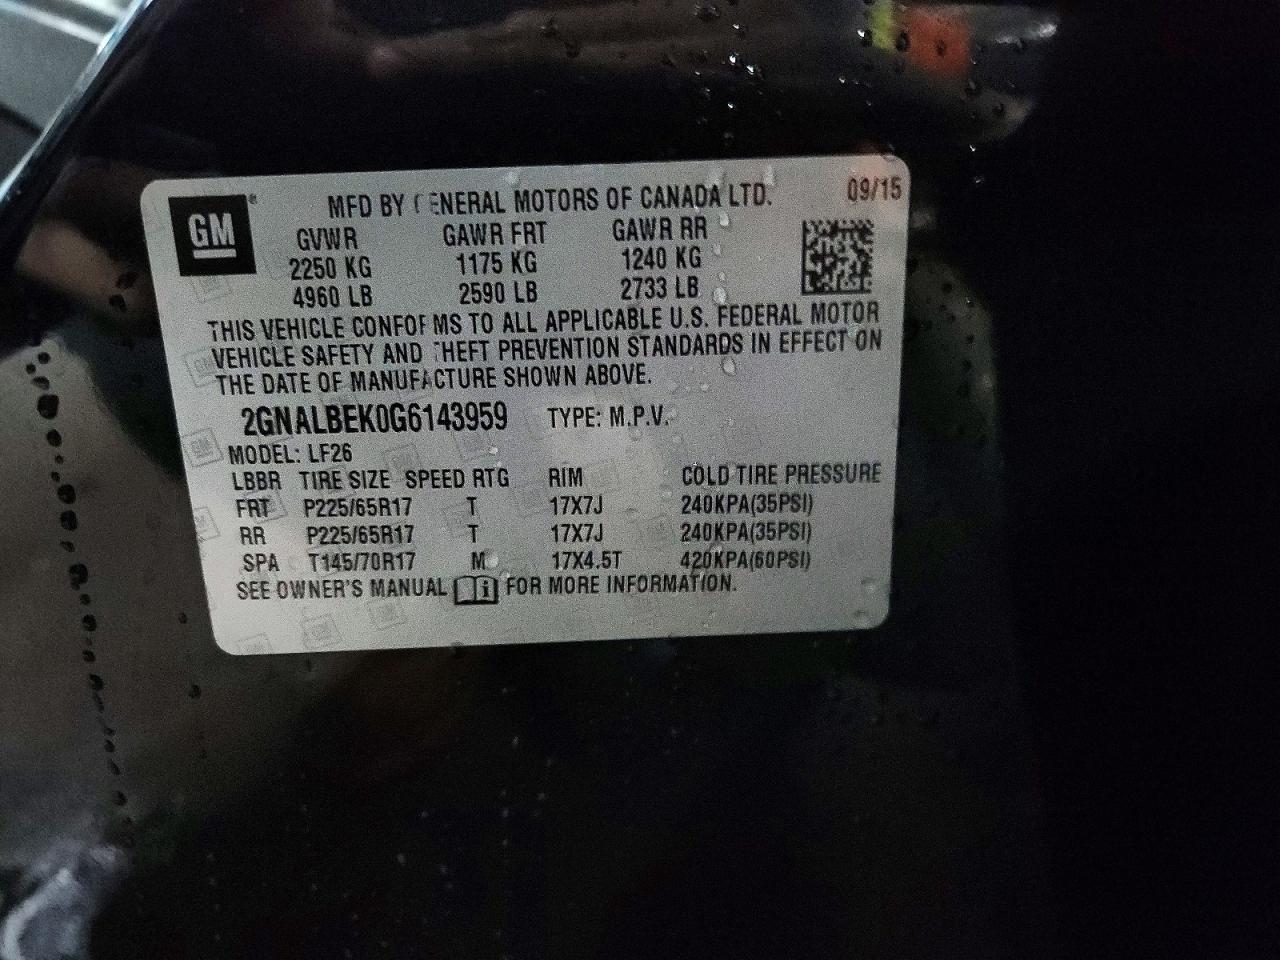 GM
MFD BY GENERAL MOTORS OF CANADA LTD. 09/15
GVWR GAWR FRT GAWR RR
2250 KG 1175 KG 1240 KG
4960 LB 2590 LB 2733 LB
THIS VEHICLE CONFORMS TO ALL APPLICABLE U.S. FEDERAL MOTOR
VEHICLE SAFETY AND THEFT PREVENTION STANDARDS IN EFFECT ON
THE DATE OF MANUFACTURE SHOWN ABOVE.
2GNALBEK0G6143959 TYPE: M.P.V.
MODEL: LF26
LBBR TIRE SIZE SPEED RTG RIM COLD TIRE PRESSURE
FRT P225/65R17 T 17X7J 240KPA(35PSI)
RR P225/65R17 T 17X7J 240KPA(35PSI)
SPA T145/70R17 M 17X4.5T 420KPA(60PSI)
SEE OWNER'S MANUAL i FOR MORE INFORMATION.